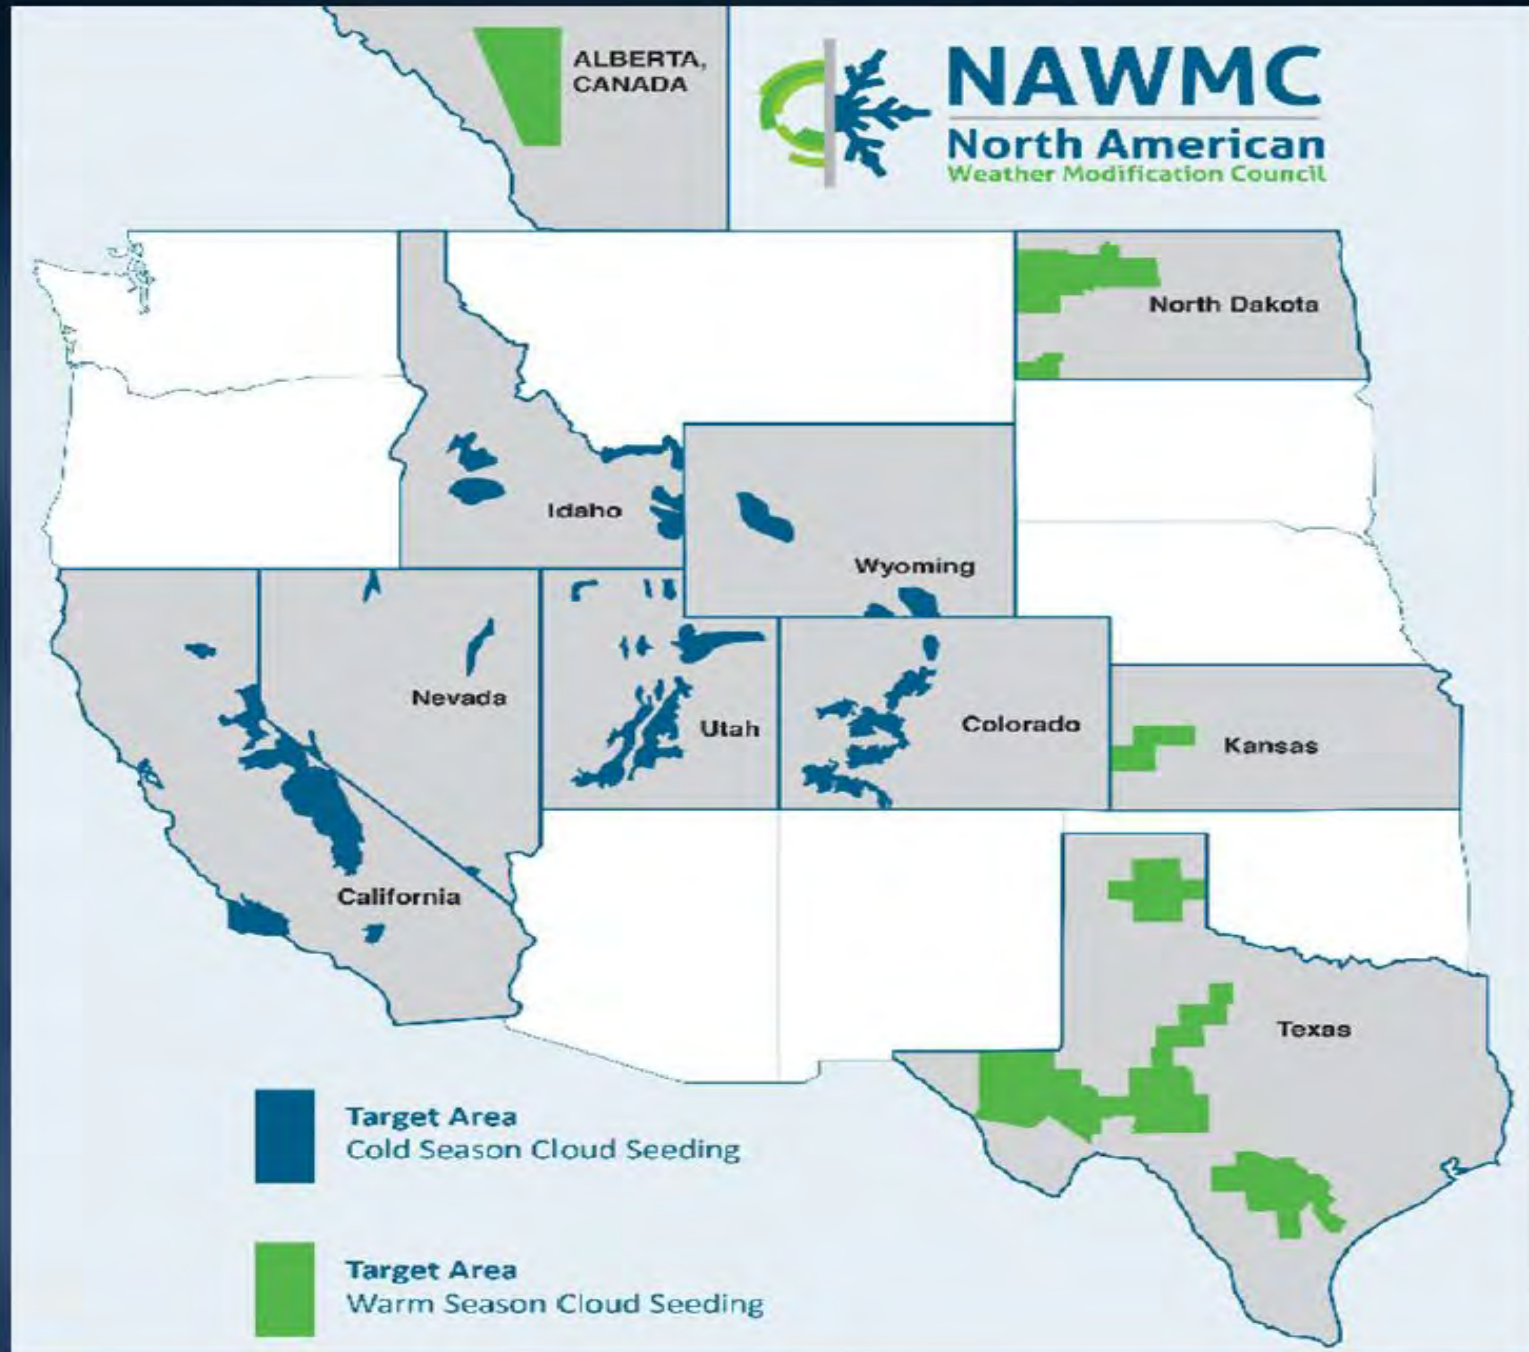 ALBERTA,
CANADA
NAWMC
North American
Weather Modification Council
North Dakota
Idaho
Wyoming
Nevada
Utah
Colorado
Kansas
California
Texas
Target Area
Cold Season Cloud Seeding
Target Area
Warm Season Cloud Seeding